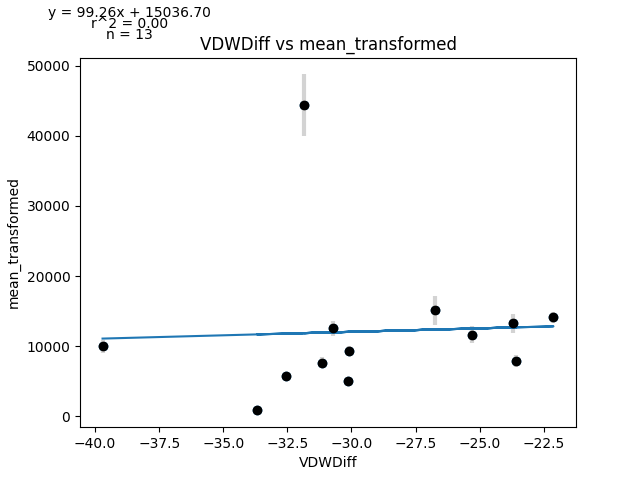 y = 99.26x + 15036.70
r^2 = 0.00
n = 13
VDWDiff vs mean_transformed
50000
40000
30000
20000
10000
0
mean_transformed
−40.0 −37.5 −35.0 −32.5 −30.0 −27.5 −25.0 −22.5
VDWDiff